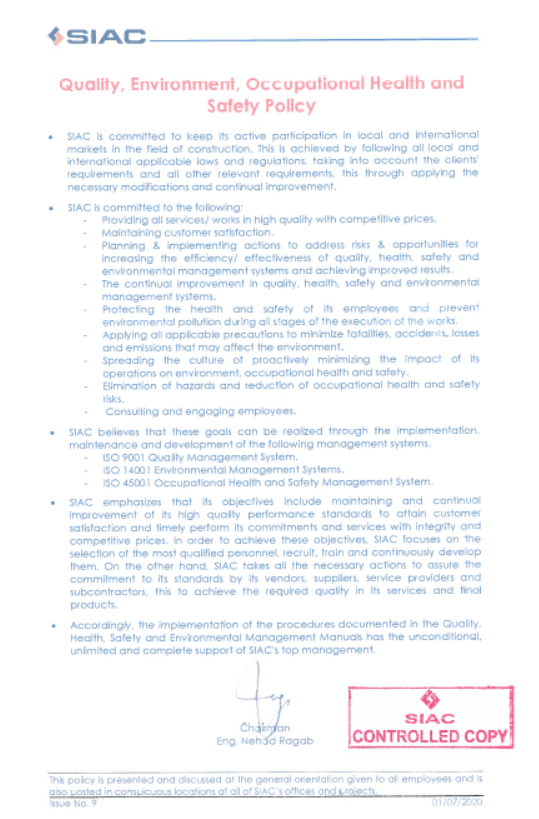 SIAC
Quality, Environment, Occupational Health and
Safety Policy
• SIAC is committed to keep its active participation in local and international
markets in the field of construction. This is achieved by following all local and
international applicable laws and regulations, taking into account the clients'
requirements and all other relevant requirements, this through applying the
necessary modifications and continual improvement.
• SIAC is committed to the following:
- Providing all services/ works in high quality with competitive prices.
- Maintaining customer satisfaction.
- Planning & implementing actions to address risks & opportunities for
increasing the efficiency/ effectiveness of quality, health, safety and
environmental management systems and achieving improved results.
- The continual improvement in quality, health, safety and environmental
management systems.
- Protecting the health and safety of its employees and prevent
environmental pollution during all stages of the execution of the works.
- Applying all applicable precautions to minimize fatalities, accidents, losses
and emissions that may affect the environment.
- Spreading the culture of proactively minimizing the impact of its
operations on environment, occupational health and safety.
- Elimination of hazards and reduction of occupational health and safety
risks.
- Consulting and engaging employees.
• SIAC believes that these goals can be realized through the implementation,
maintenance and development of the following management systems.
- ISO 9001 Quality Management System.
- ISO 14001 Environmental Management Systems.
- ISO 45001 Occupational Health and Safety Management System.
• SIAC emphasizes that its objectives include maintaining and continual
improvement of its high quality performance standards to attain customer
satisfaction and timely perform its commitments and services with integrity and
competitive prices. In order to achieve these objectives, SIAC focuses on the
selection of the most qualified personnel, recruit, train and continuously develop
them. On the other hand, SIAC takes all the necessary actions to assure the
commitment to its standards by its vendors, suppliers, service providers and
subcontractors, this to achieve the required quality in its services and final
products.
• Accordingly, the implementation of the procedures documented in the Quality,
Health, Safety and Environmental Management Manuals has the unconditional,
unlimited and complete support of SIAC's top management.
Chairman
Eng. Nehad Ragab
SIAC
CONTROLLED COPY
This policy is presented and discussed at the general orientation given to all employees and is
also posted in conspicuous locations at all of SIAC's offices and projects.
Issue No. 9 01/07/2020